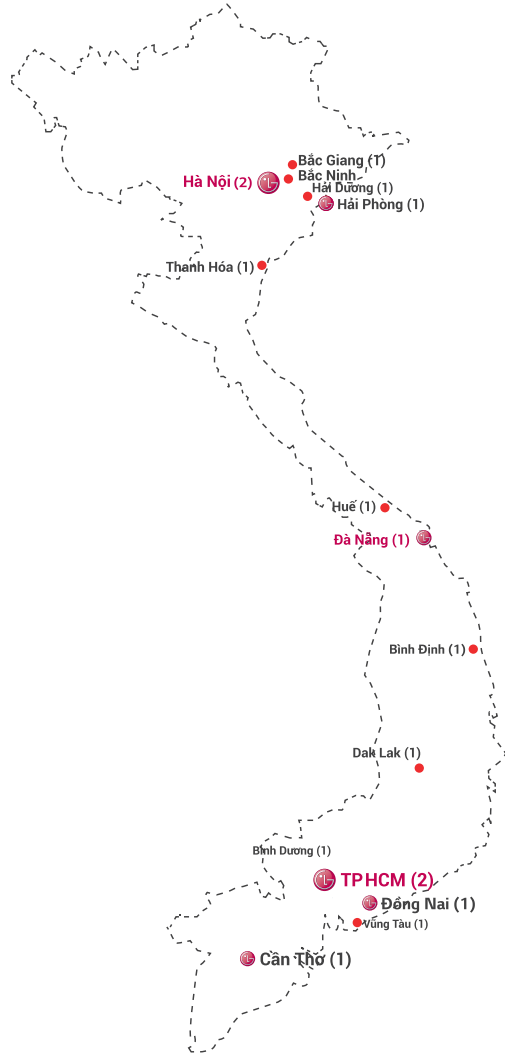 Bắc Giang (1)
Hà Nội (2)
Bắc Ninh
Hải Dương (1)
Hải Phòng (1)
Thanh Hóa (1)
Huế (1)
Đà Nẵng (1)
Bình Định (1)
Dak Lak (1)
Bình Dương (1)
TP HCM (2)
Đồng Nai (1)
Vũng Tàu (1)
Cần Thơ (1)